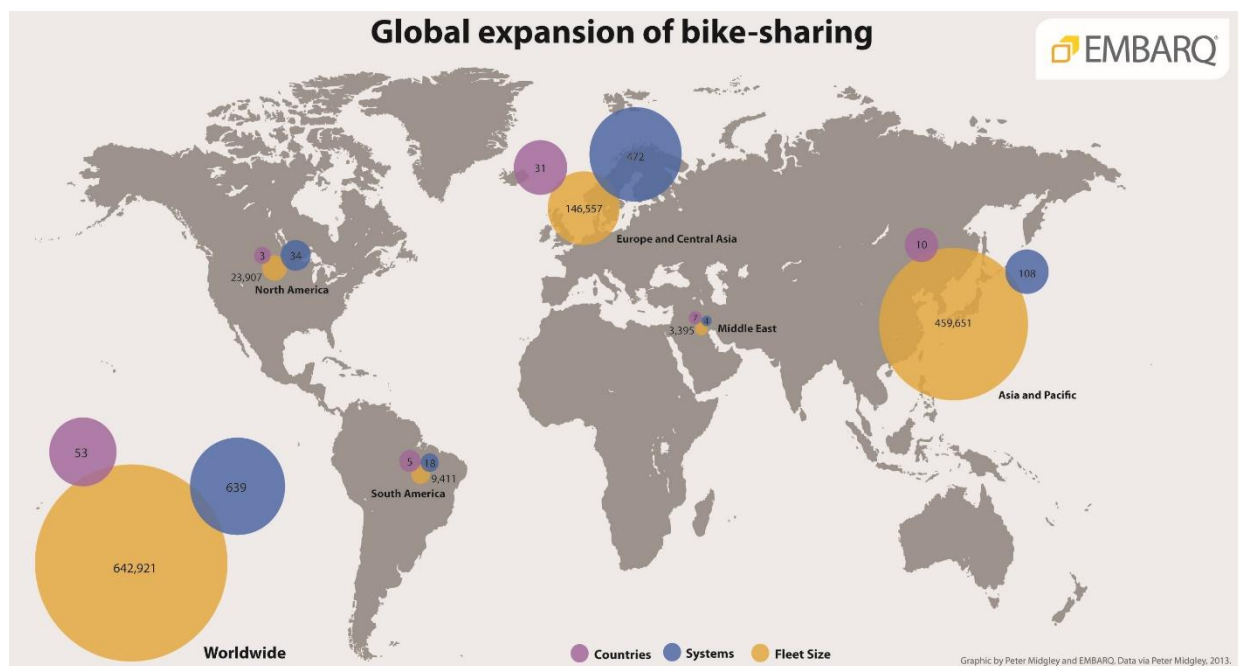 Global expansion of bike-sharing
EMBARQ®
31
472
146,557
Europe and Central Asia
3
34
23,907
North America
10
108
459,651
Asia and Pacific
7
4
3,395
Middle East
53
639
642,921
Worldwide
5
18
9,411
South America
Countries
Systems
Fleet Size
Graphic by Peter Midgley and EMBARQ. Data via Peter Midgley, 2013.